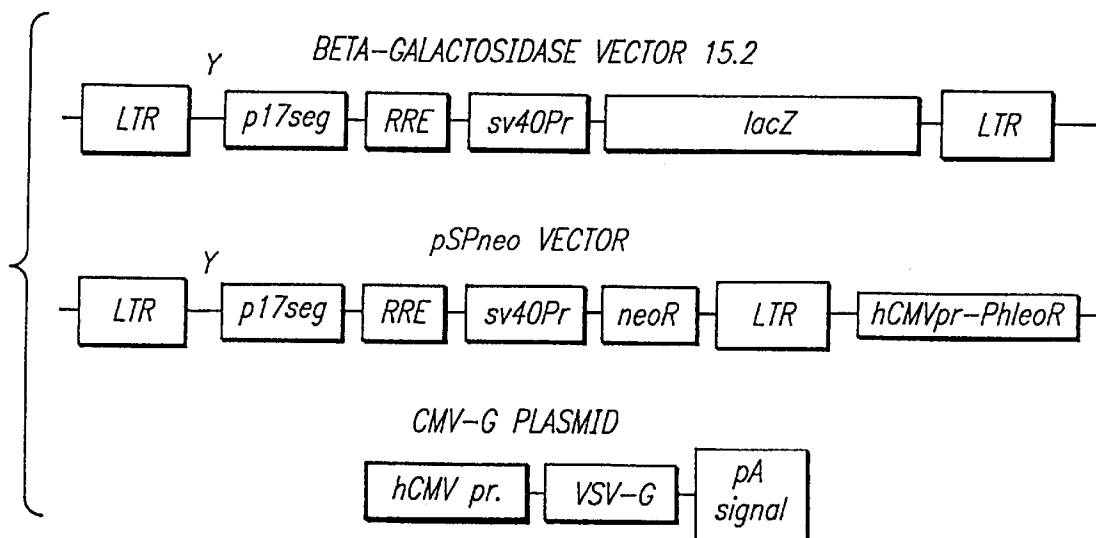 BETA-GALACTOSIDASE VECTOR 15.2
Y
LTR p17seg RRE sv40Pr lacZ LTR
pSPneo VECTOR
Y
LTR p17seg RRE sv40Pr neoR LTR hCMVpr-PhleoR
CMV-G PLASMID
hCMV pr. VSV-G pA
signal